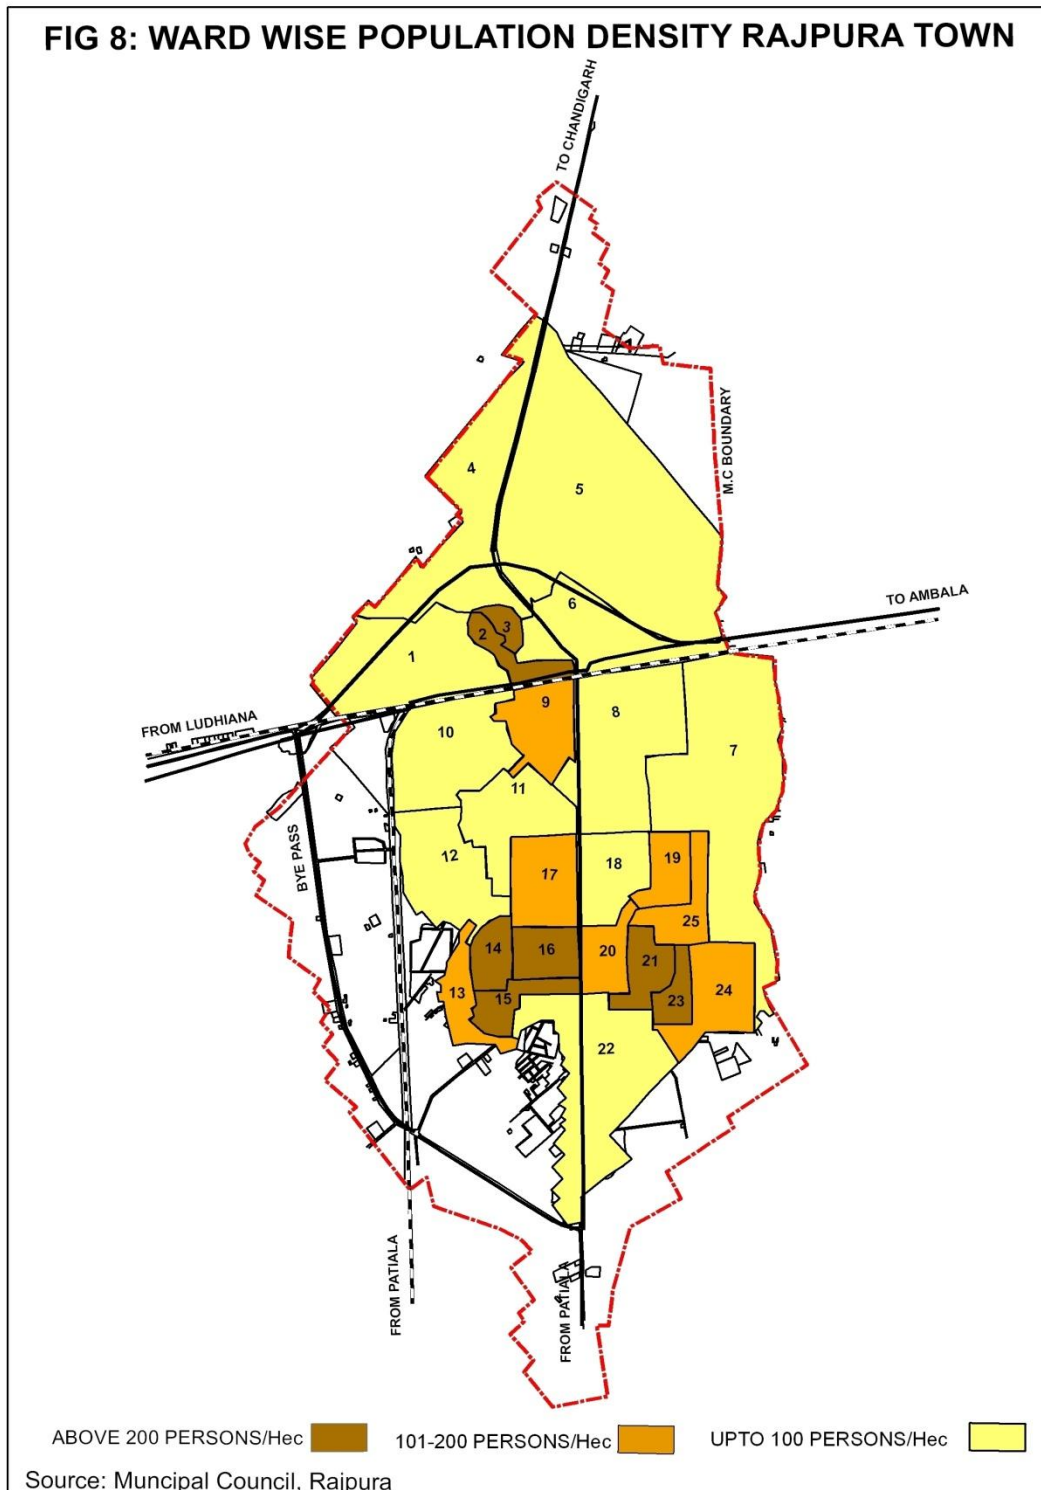 FIG 8: WARD WISE POPULATION DENSITY RAJPURA TOWN
TO CHANDIGARH
M.C BOUNDARY
4
5
TO AMBALA
6
3
2
1
9
8
FROM LUDHIANA
10
7
11
BYE PASS
12
18
19
17
25
14
16
20
21
13
15
24
23
22
FROM PATIALA
FROM PATIALA
ABOVE 200 PERSONS/Hec
101-200 PERSONS/Hec
UPTO 100 PERSONS/Hec
Source: Muncipal Council, Rajpura